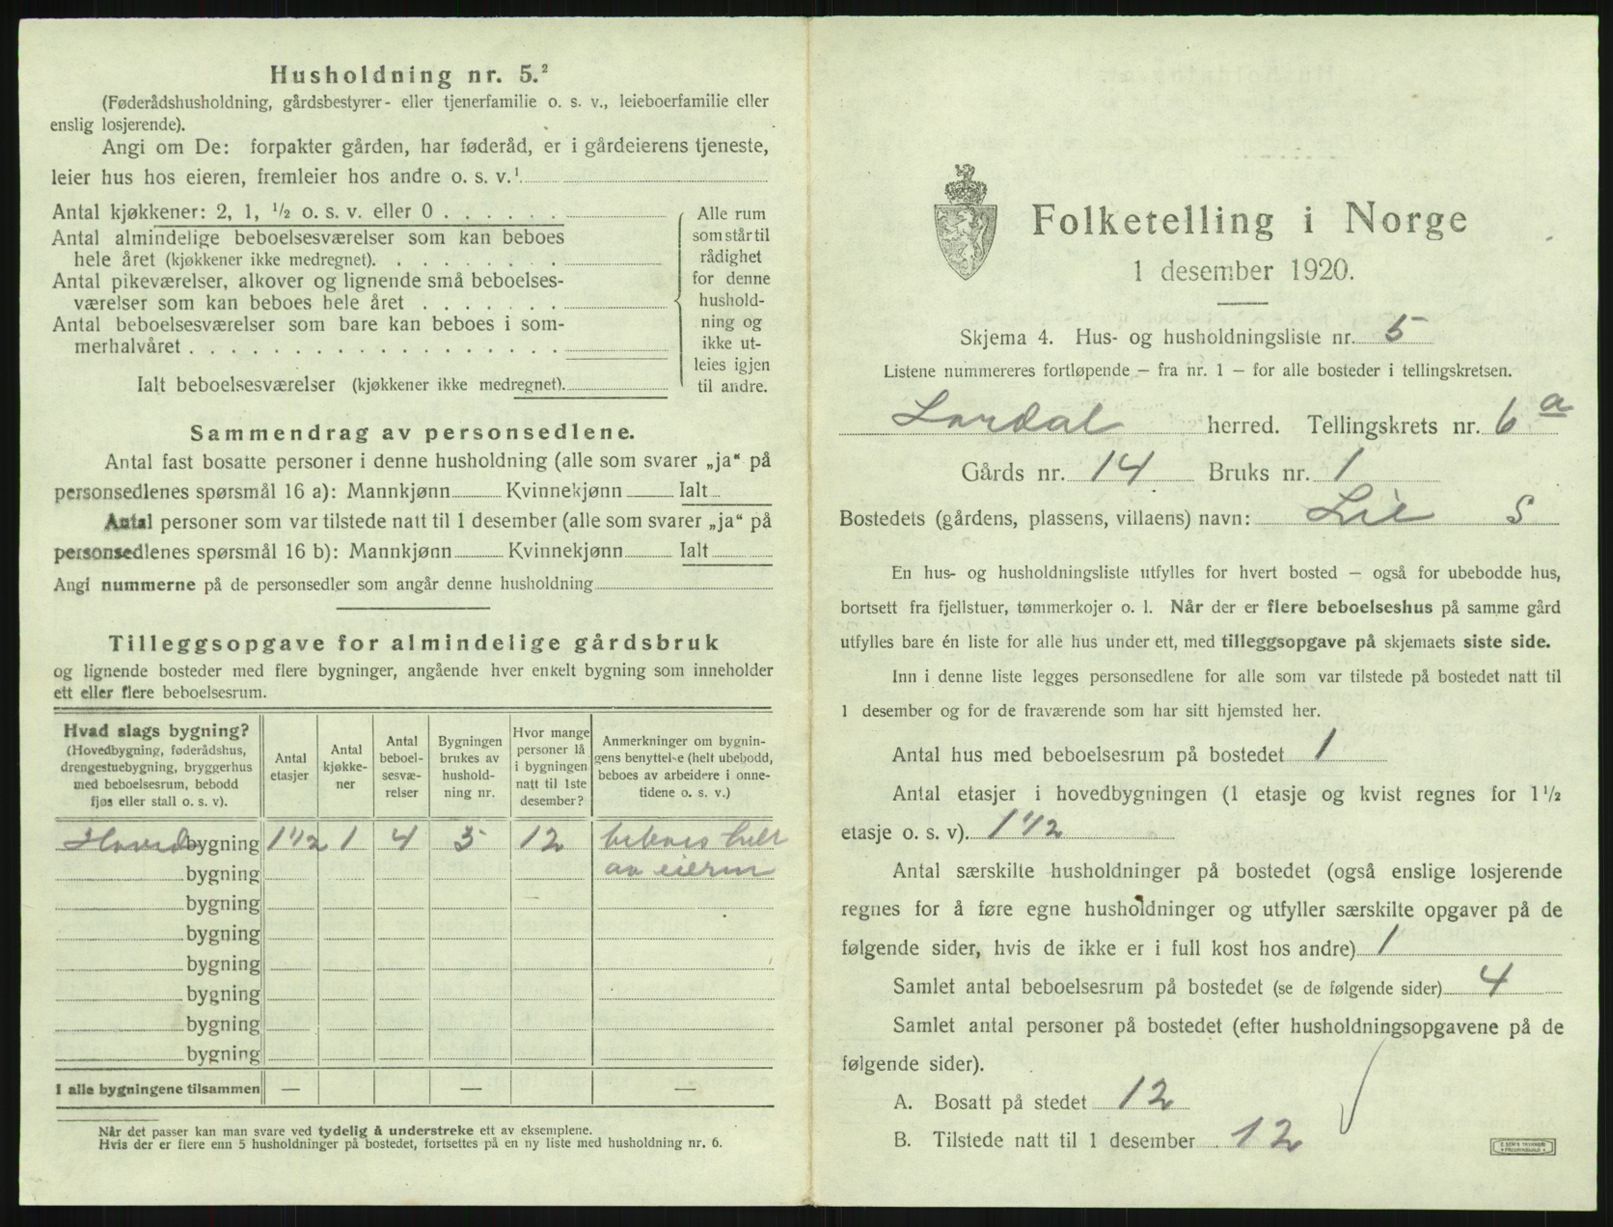 Husholdning nr. 5.²
(Føderådshusholdning, gårdsbestyrer- eller tjenerfamilie o. s. v., leieboerfamilie eller
enslig losjerende).
Angi om De: forpakter gården, har føderåd, er i gårdeierens tjeneste,
leier hus hos eieren, fremleier hos andre o. s. v.¹
Antal kjøkkener: 2, 1, ½ o. s. v. eller 0 . . . . . .
Antal almindelige beboelsesværelser som kan beboes
hele året (kjøkkener ikke medregnet). . . . . . . .
Antal pikeværelser, alkover og lignende små beboelses-
værelser som kan beboes hele året . . . . . . .
Antal beboelsesværelser som bare kan beboes i som-
merhalvåret . . . . . . . . . . . . . . . . . .
Ialt beboelsesværelser (kjøkkener ikke medregnet).
Alle rum
som står til
rådighet
for denne
hushold-
ning og
ikke ut-
leies igjen
til andre.
Sammendrag av personsedlene.
Antal fast bosatte personer i denne husholdning (alle som svarer „ja“ på
personsedlenes spørsmål 16 a): Mannkjønn Kvinnekjønn Ialt
Antal personer som var tilstede natt til 1 desember (alle som svarer „ja“ på
personsedlenes spørsmål 16 b): Mannkjønn Kvinnekjønn Ialt
Angi nummerne på de personsedler som angår denne husholdning
Tilleggsopgave for almindelige gårdsbruk
og lignende bosteder med flere bygninger, angående hver enkelt bygning som inneholder
ett eller flere beboelsesrum.
Hvad slags bygning?
(Hovedbygning, føderådshus,
drengestuebygning, bryggerhus
med beboelsesrum, bebodd
fjøs eller stall o. s. v).
Antal
etasjer
Antal
kjøkke-
ner
Antal
beboel-
sesvæ-
relser
Bygningen
brukes av
hushold-
ning nr.
Hvor mange
personer lå
i bygningen
natt til 1ste
desember?
Anmerkninger om bygnin-
gens benyttelse (helt ubebodd,
beboes av arbeidere i onne-
tidene o. s. v.)
Hovedbygning 1½ 1 4 5 12 beboes helt
bygning av eieren
bygning
bygning
bygning
bygning
bygning
bygning
I alle bygningene tilsammen — — —
Når det passer kan man svare ved tydelig å understreke ett av eksemplene.
Hvis der er flere enn 5 husholdninger på bostedet, fortsettes på en ny liste med husholdning nr. 6.
Folketelling i Norge
1 desember 1920.
Skjema 4. Hus- og husholdningsliste nr. 5
Listene nummereres fortløpende — fra nr. 1 — for alle bosteder i tellingskretsen.
Lardal herred. Tellingskrets nr. 6 a
Gårds nr. 14 Bruks nr. 1
Bostedets (gårdens, plassens, villaens) navn: Lie S
En hus- og husholdningsliste utfylles for hvert bosted — også for ubebodde hus,
bortsett fra fjellstuer, tømmerkojer o. l. Når der er flere beboelseshus på samme gård
utfylles bare én liste for alle hus under ett, med tilleggsopgave på skjemaets siste side.
Inn i denne liste legges personsedlene for alle som var tilstede på bostedet natt til
1 desember og for de fraværende som har sitt hjemsted her.
Antal hus med beboelsesrum på bostedet 1
Antal etasjer i hovedbygningen (1 etasje og kvist regnes for 1½
etasje o. s. v). 1½
Antal særskilte husholdninger på bostedet (også enslige losjerende
regnes for å føre egne husholdninger og utfyller særskilte opgaver på de
følgende sider, hvis de ikke er i full kost hos andre) 1
Samlet antal beboelsesrum på bostedet (se de følgende sider) 4
Samlet antal personer på bostedet (efter husholdningsopgavene på de
følgende sider).
A. Bosatt på stedet 12
B. Tilstede natt til 1 desember 12